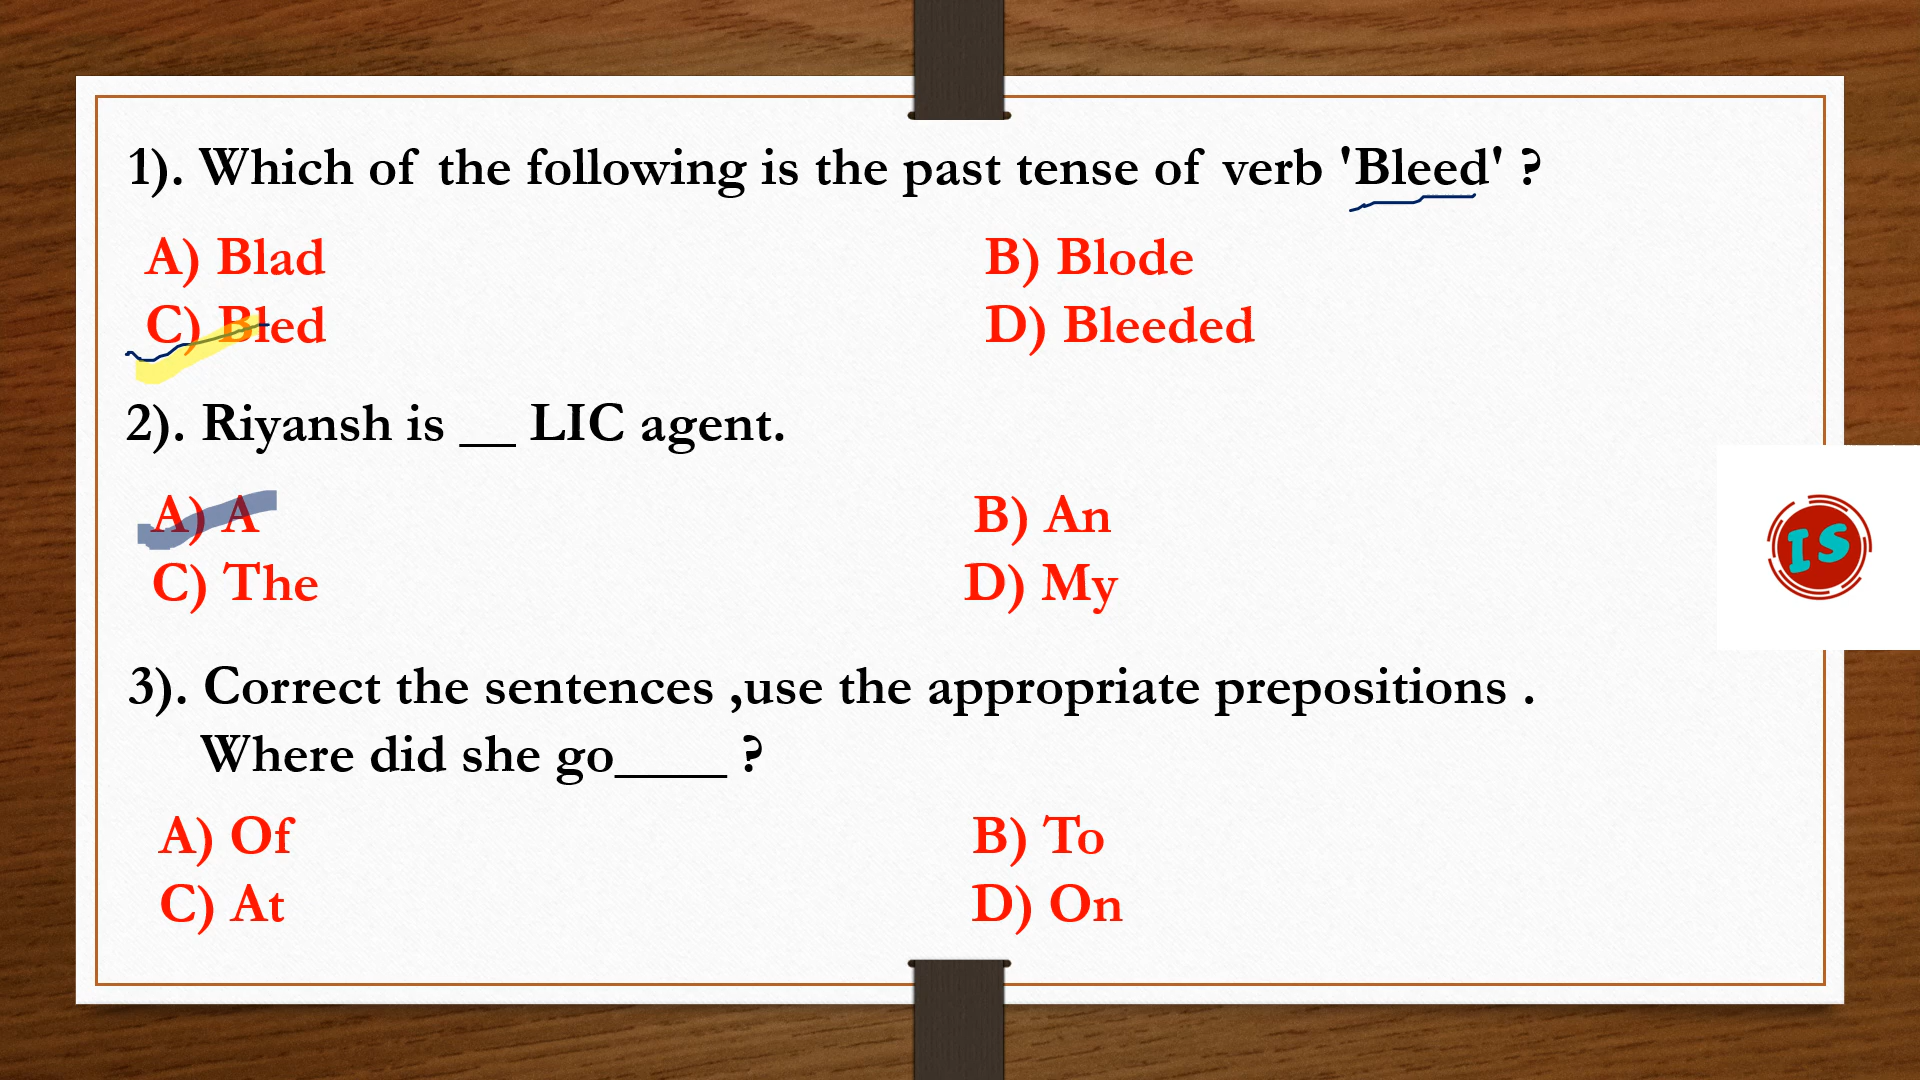 1). Which of the following is the past tense of verb 'Bleed' ?
A) Blad B) Blode
C) Bled D) Bleeded
2). Riyansh is __ LIC agent.
A) A B) An
C) The D) My
3). Correct the sentences ,use the appropriate prepositions .
Where did she go____ ?
A) Of B) To
C) At D) On
IS